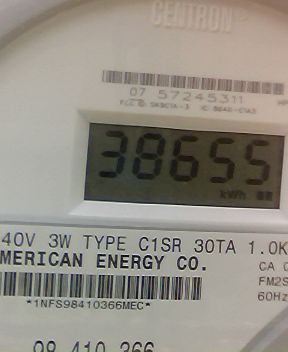 CENTRON®
07 57245311
38655
kWh
40V 3W TYPE C1SR 30TA 1.0K
MERICAN ENERGY CO.
CA 0
FM2S
60Hz
*1NFS98410366MEC*
98 410 366